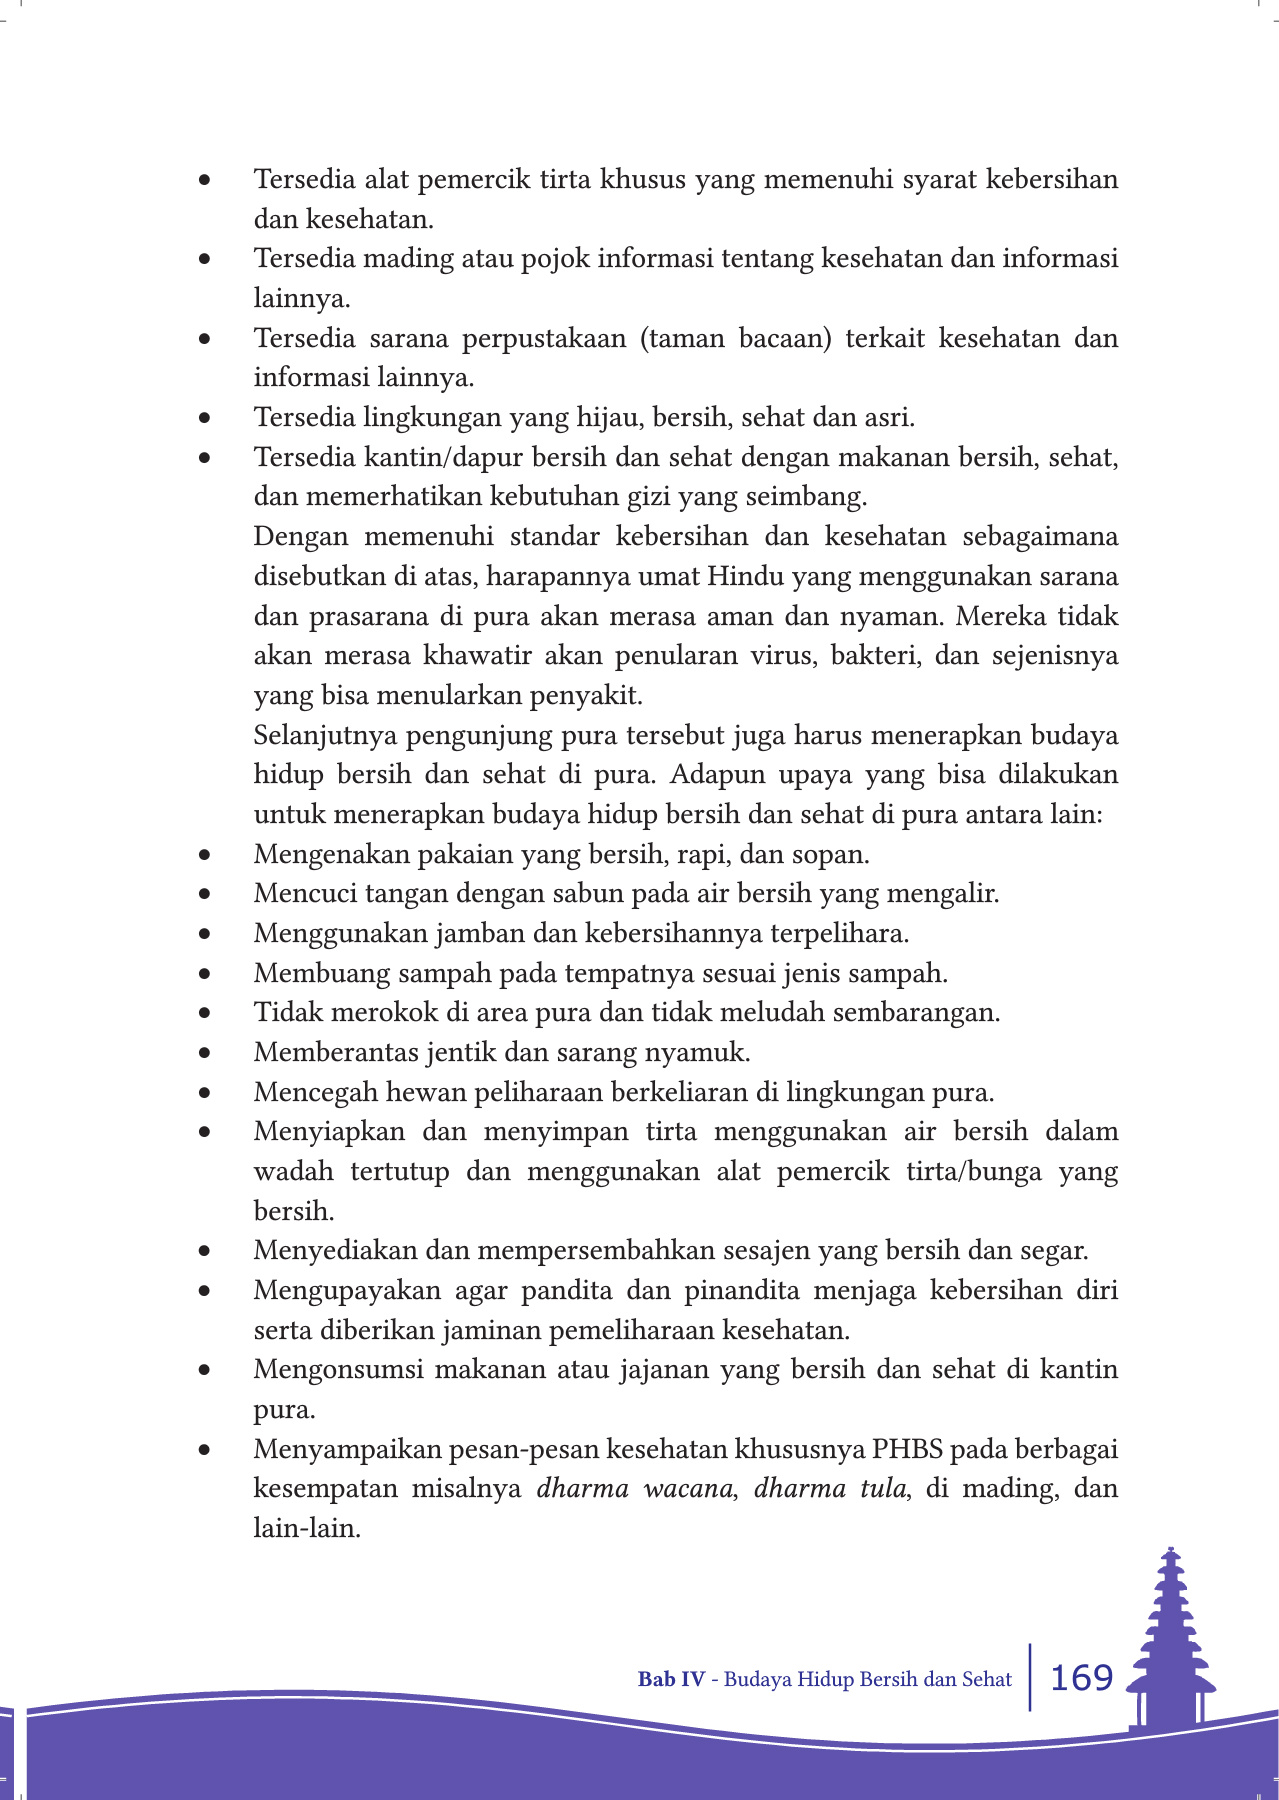 • Tersedia alat pemercik tirta khusus yang memenuhi syarat kebersihan
dan kesehatan.
• Tersedia mading atau pojok informasi tentang kesehatan dan informasi
lainnya.
• Tersedia sarana perpustakaan (taman bacaan) terkait kesehatan dan
informasi lainnya.
• Tersedia lingkungan yang hijau, bersih, sehat dan asri.
• Tersedia kantin/dapur bersih dan sehat dengan makanan bersih, sehat,
dan memerhatikan kebutuhan gizi yang seimbang.
Dengan memenuhi standar kebersihan dan kesehatan sebagaimana
disebutkan di atas, harapannya umat Hindu yang menggunakan sarana
dan prasarana di pura akan merasa aman dan nyaman. Mereka tidak
akan merasa khawatir akan penularan virus, bakteri, dan sejenisnya
yang bisa menularkan penyakit.
Selanjutnya pengunjung pura tersebut juga harus menerapkan budaya
hidup bersih dan sehat di pura. Adapun upaya yang bisa dilakukan
untuk menerapkan budaya hidup bersih dan sehat di pura antara lain:
• Mengenakan pakaian yang bersih, rapi, dan sopan.
• Mencuci tangan dengan sabun pada air bersih yang mengalir.
• Menggunakan jamban dan kebersihannya terpelihara.
• Membuang sampah pada tempatnya sesuai jenis sampah.
• Tidak merokok di area pura dan tidak meludah sembarangan.
• Memberantas jentik dan sarang nyamuk.
• Mencegah hewan peliharaan berkeliaran di lingkungan pura.
• Menyiapkan dan menyimpan tirta menggunakan air bersih dalam
wadah tertutup dan menggunakan alat pemercik tirta/bunga yang
bersih.
• Menyediakan dan mempersembahkan sesajen yang bersih dan segar.
• Mengupayakan agar pandita dan pinandita menjaga kebersihan diri
serta diberikan jaminan pemeliharaan kesehatan.
• Mengonsumsi makanan atau jajanan yang bersih dan sehat di kantin
pura.
• Menyampaikan pesan-pesan kesehatan khususnya PHBS pada berbagai
kesempatan misalnya dharma wacana, dharma tula, di mading, dan
lain-lain.
Bab IV - Budaya Hidup Bersih dan Sehat 169